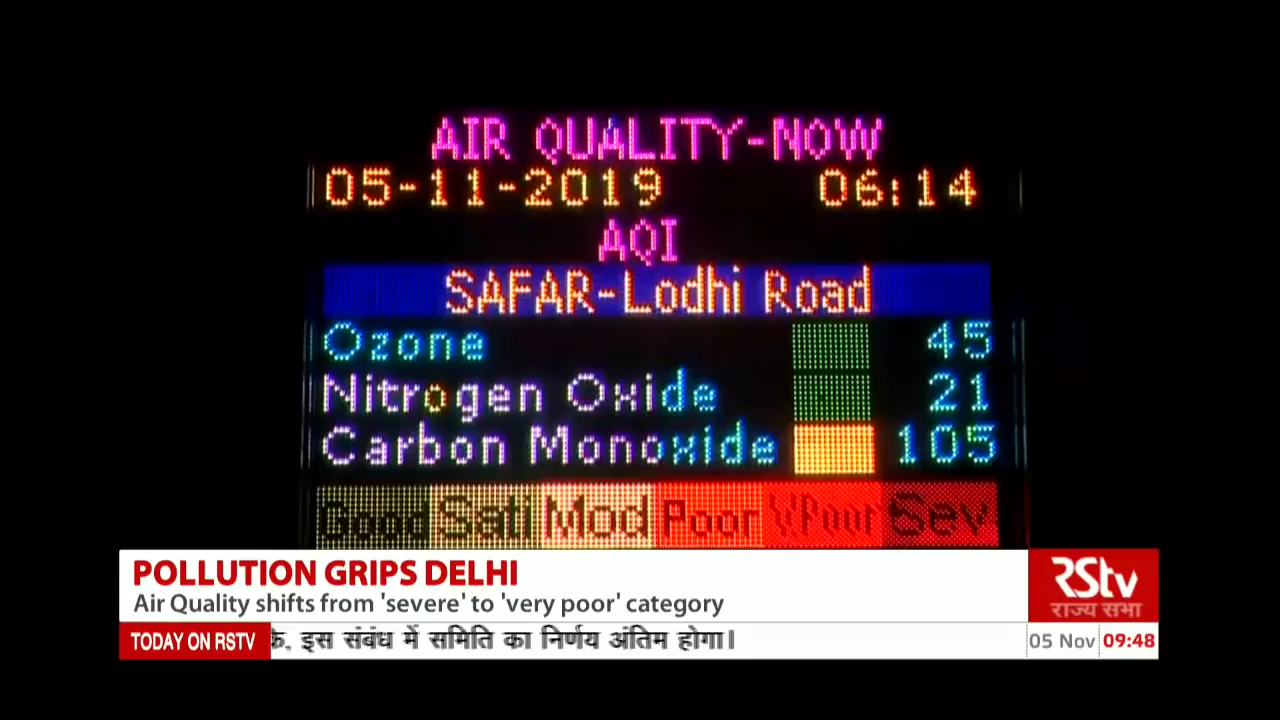 AIR QUALITY-NOW
05-11-2019 06:14
AQI
SAFAR-Lodhi Road
Ozone 45
Nitrogen Oxide 21
Carbon Monoxide 105
Good Sati Mod Poor V.Poor Sev
POLLUTION GRIPS DELHI
Air Quality shifts from 'severe' to 'very poor' category
RStv
राज्य सभा
TODAY ON RSTV के, इस संबंध में समिति का निर्णय अंतिम होगा। 05 Nov 09:48